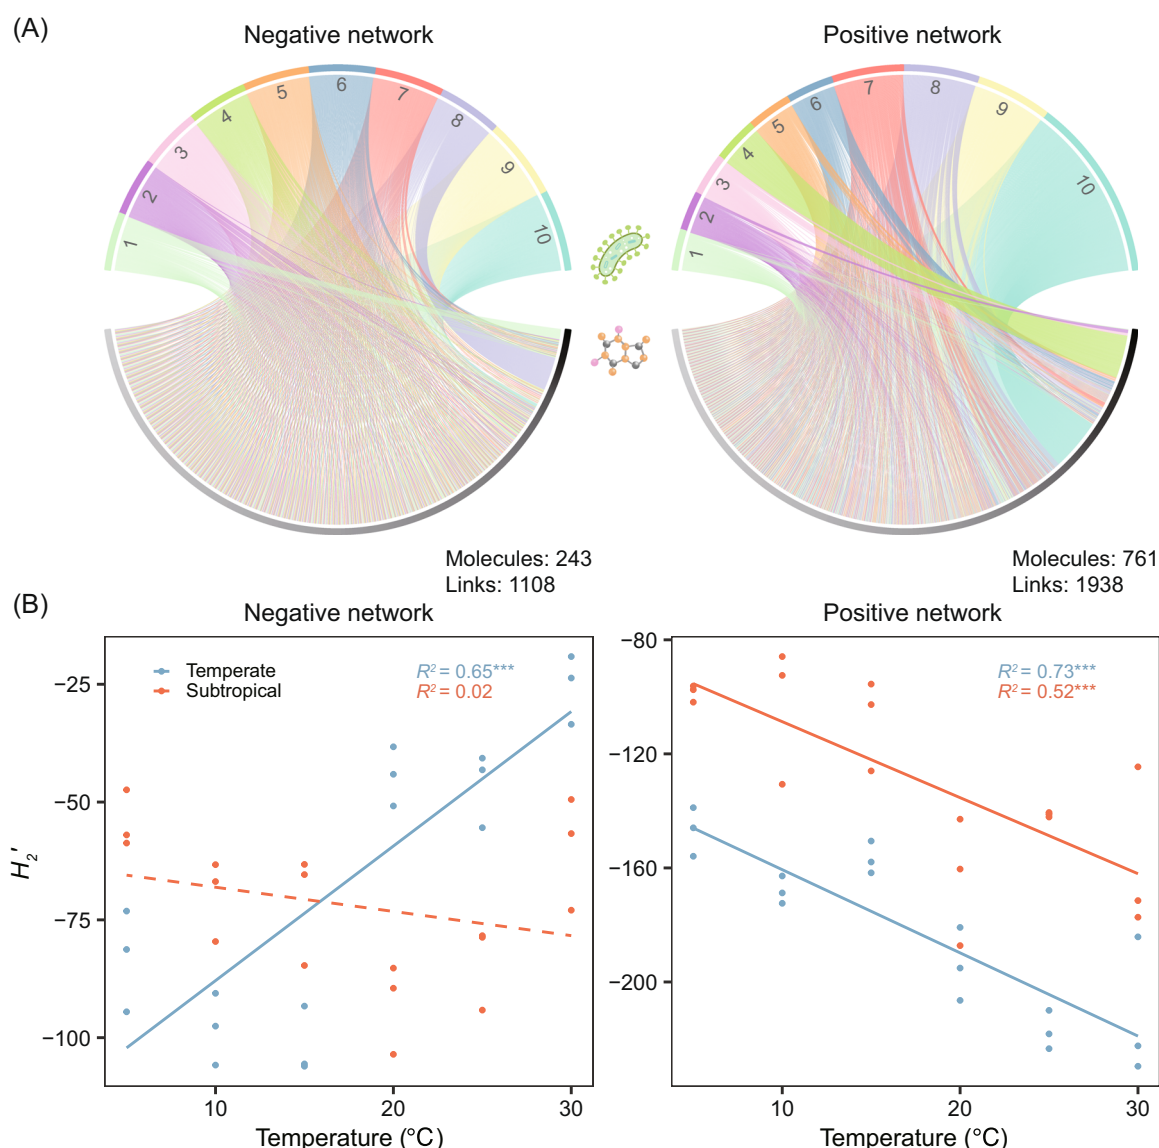 (A)
Negative network
Positive network
1 2 3 4 5 6 7 8 9 10
1 2 3 4 5 6 7 8 9 10
Molecules: 243
Links: 1108
Molecules: 761
Links: 1938
(B)
Negative network
Positive network
Temperate
Subtropical
R² = 0.65***
R² = 0.02
R² = 0.73***
R² = 0.52***
H₂'
−25
−50
−75
−100
−80
−120
−160
−200
10 20 30
10 20 30
Temperature (°C)
Temperature (°C)